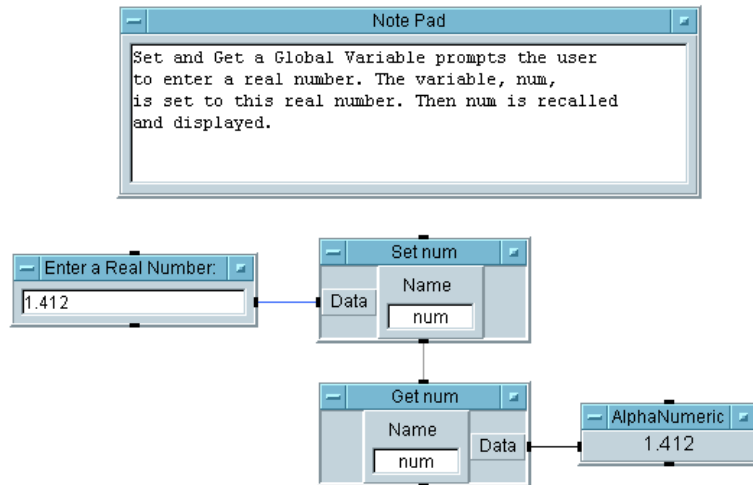 Note Pad
Set and Get a Global Variable prompts the user
to enter a real number. The variable, num,
is set to this real number. Then num is recalled
and displayed.
Enter a Real Number:
1.412
Set num
Name
Data
num
Get num
Name
Data
num
AlphaNumeric
1.412